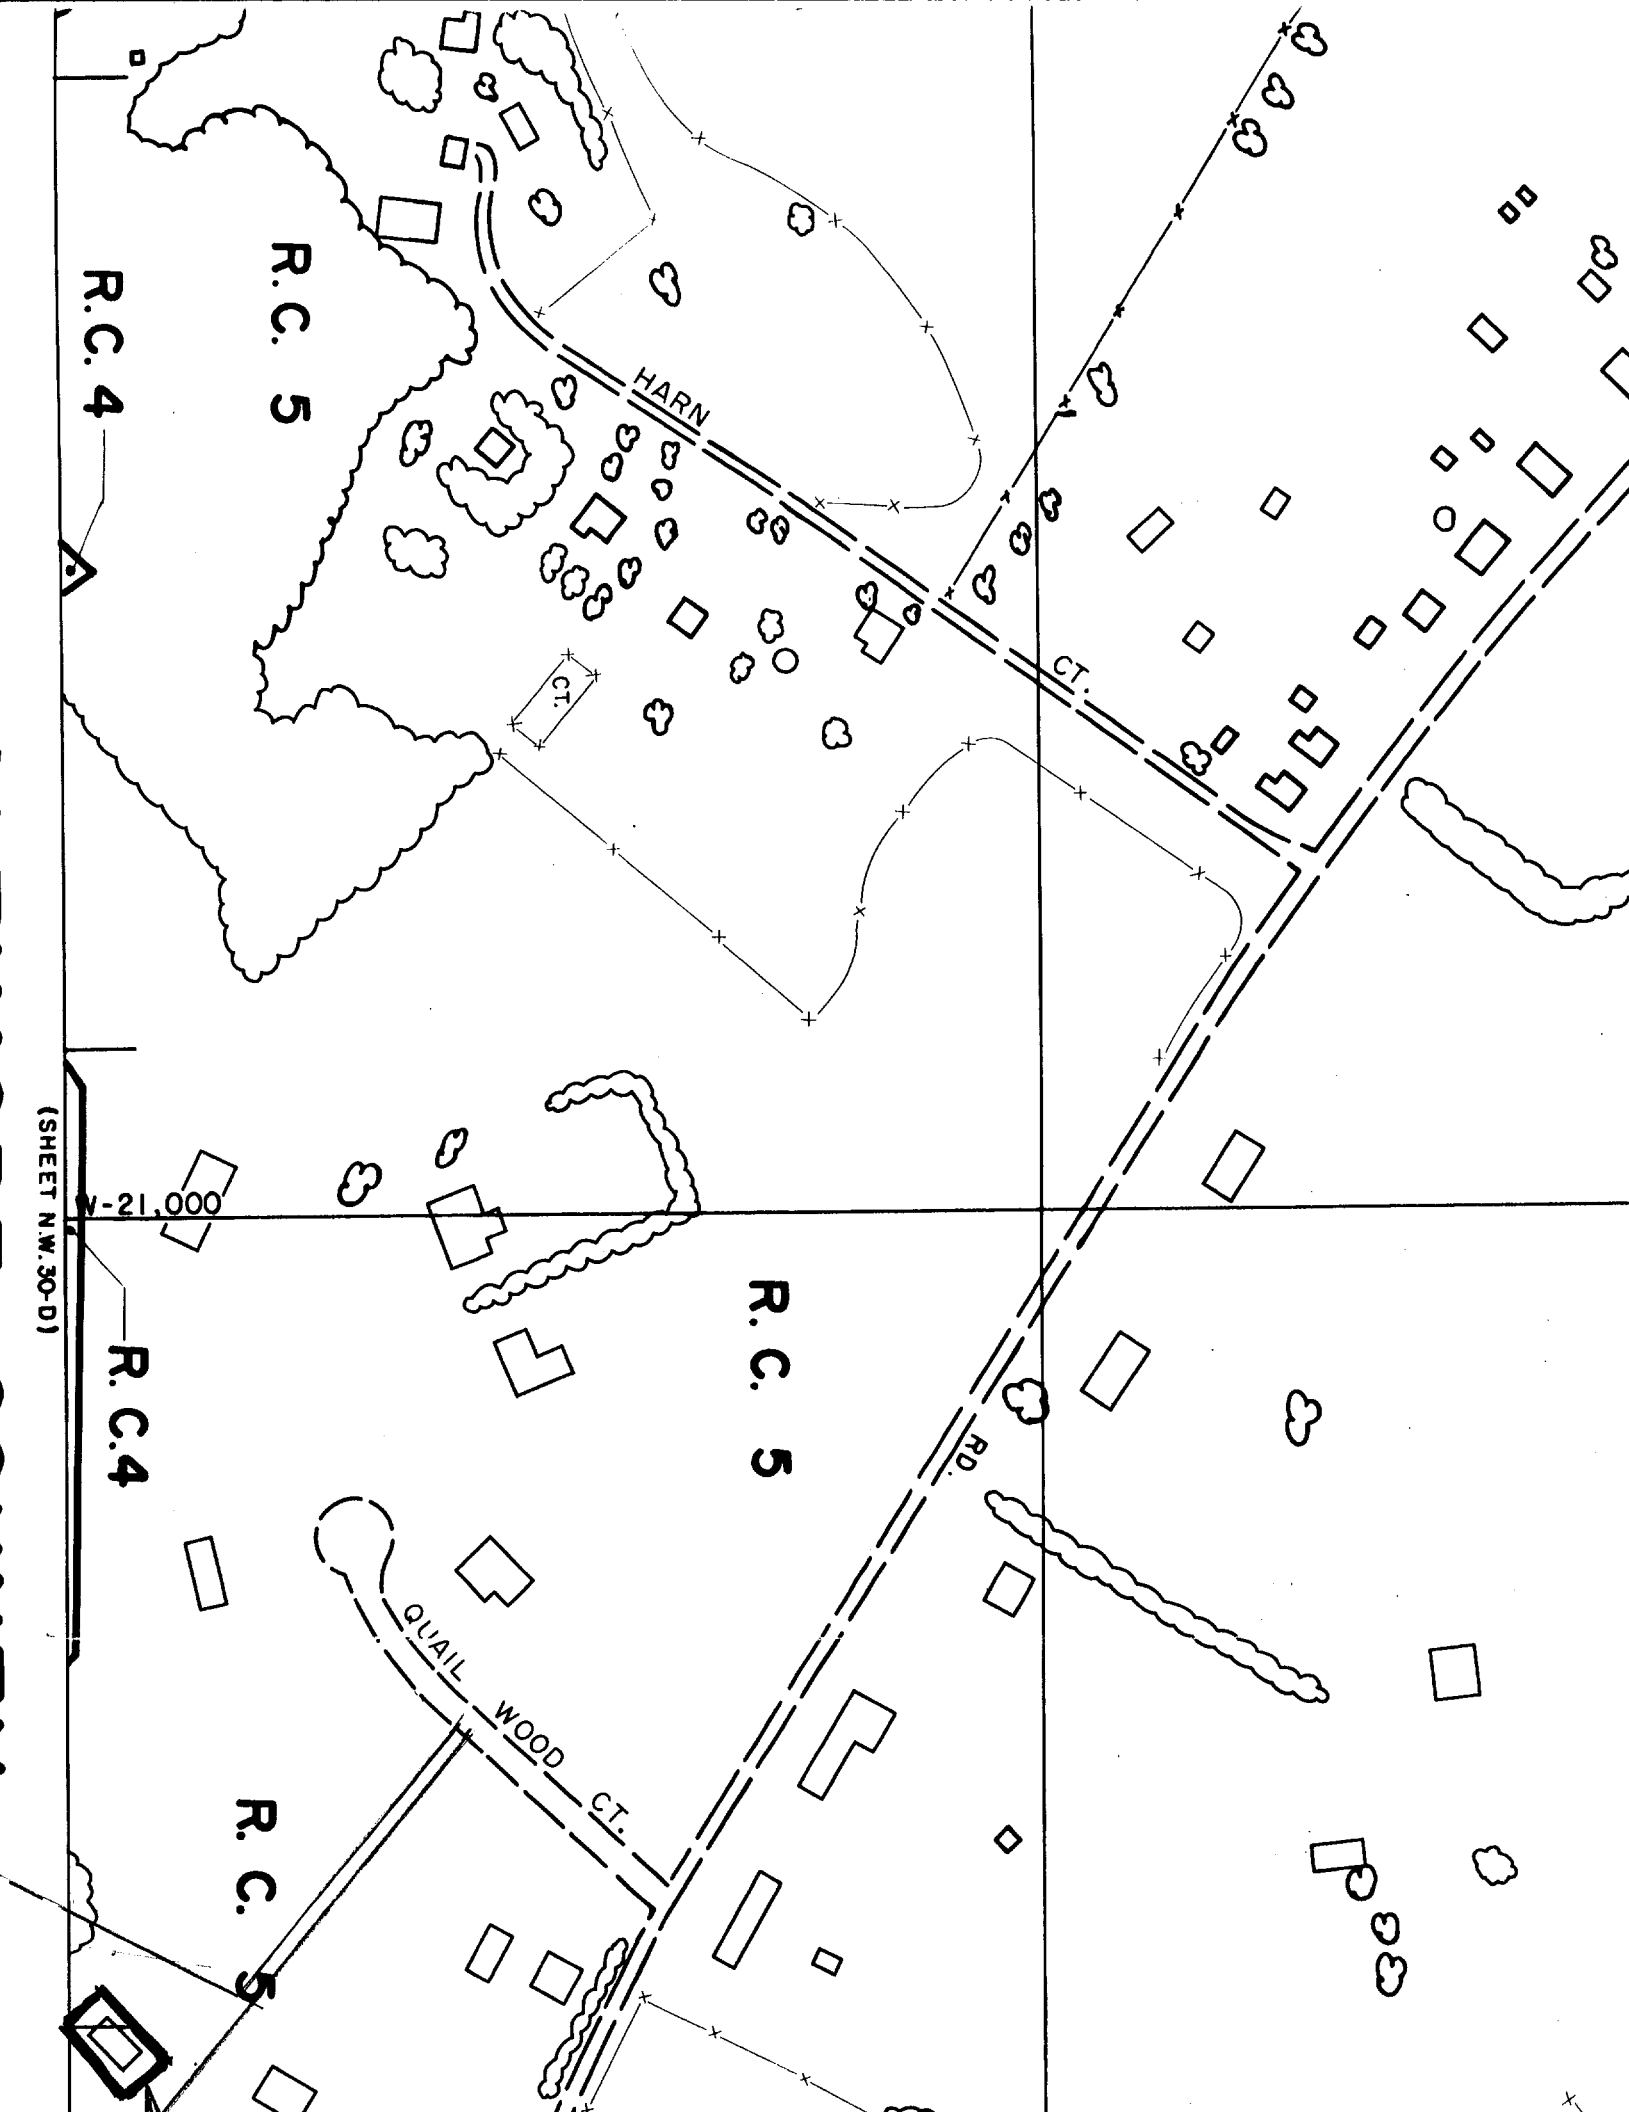 R.C. 4
R.C. 5
HARN
CT.
CT.
W-21,000
(SHEET N.W. 30-D)
R.C.4
R.C. 5
RD.
QUAIL
WOOD
CT.
R.C. 5